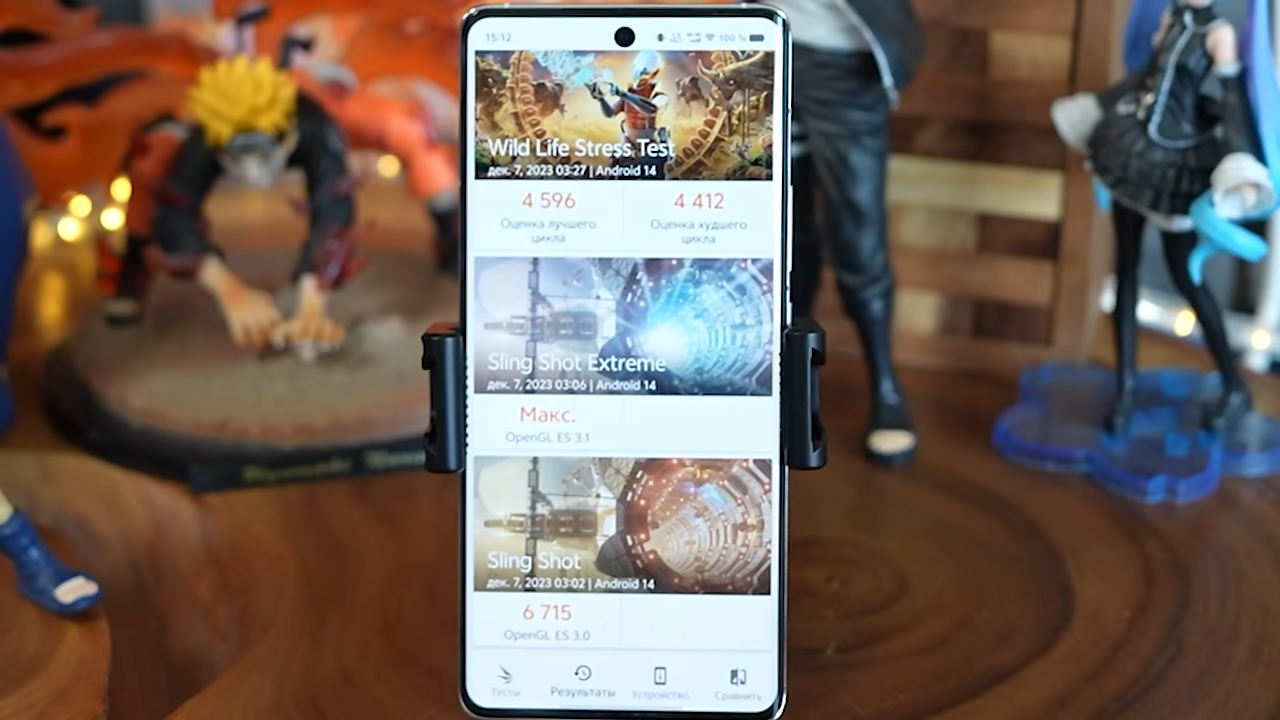 15:12
100 %
Wild Life Stress Test
дек. 7, 2023 03:27 | Android 14
4 596
4 412
Оценка лучшего
цикла
Оценка худшего
цикла
Sling Shot Extreme
дек. 7, 2023 03:06 | Android 14
Макс.
OpenGL ES 3.1
Sling Shot
дек. 7, 2023 03:02 | Android 14
6 715
OpenGL ES 3.0
Тесты
Результаты
Устройство
Сравнить